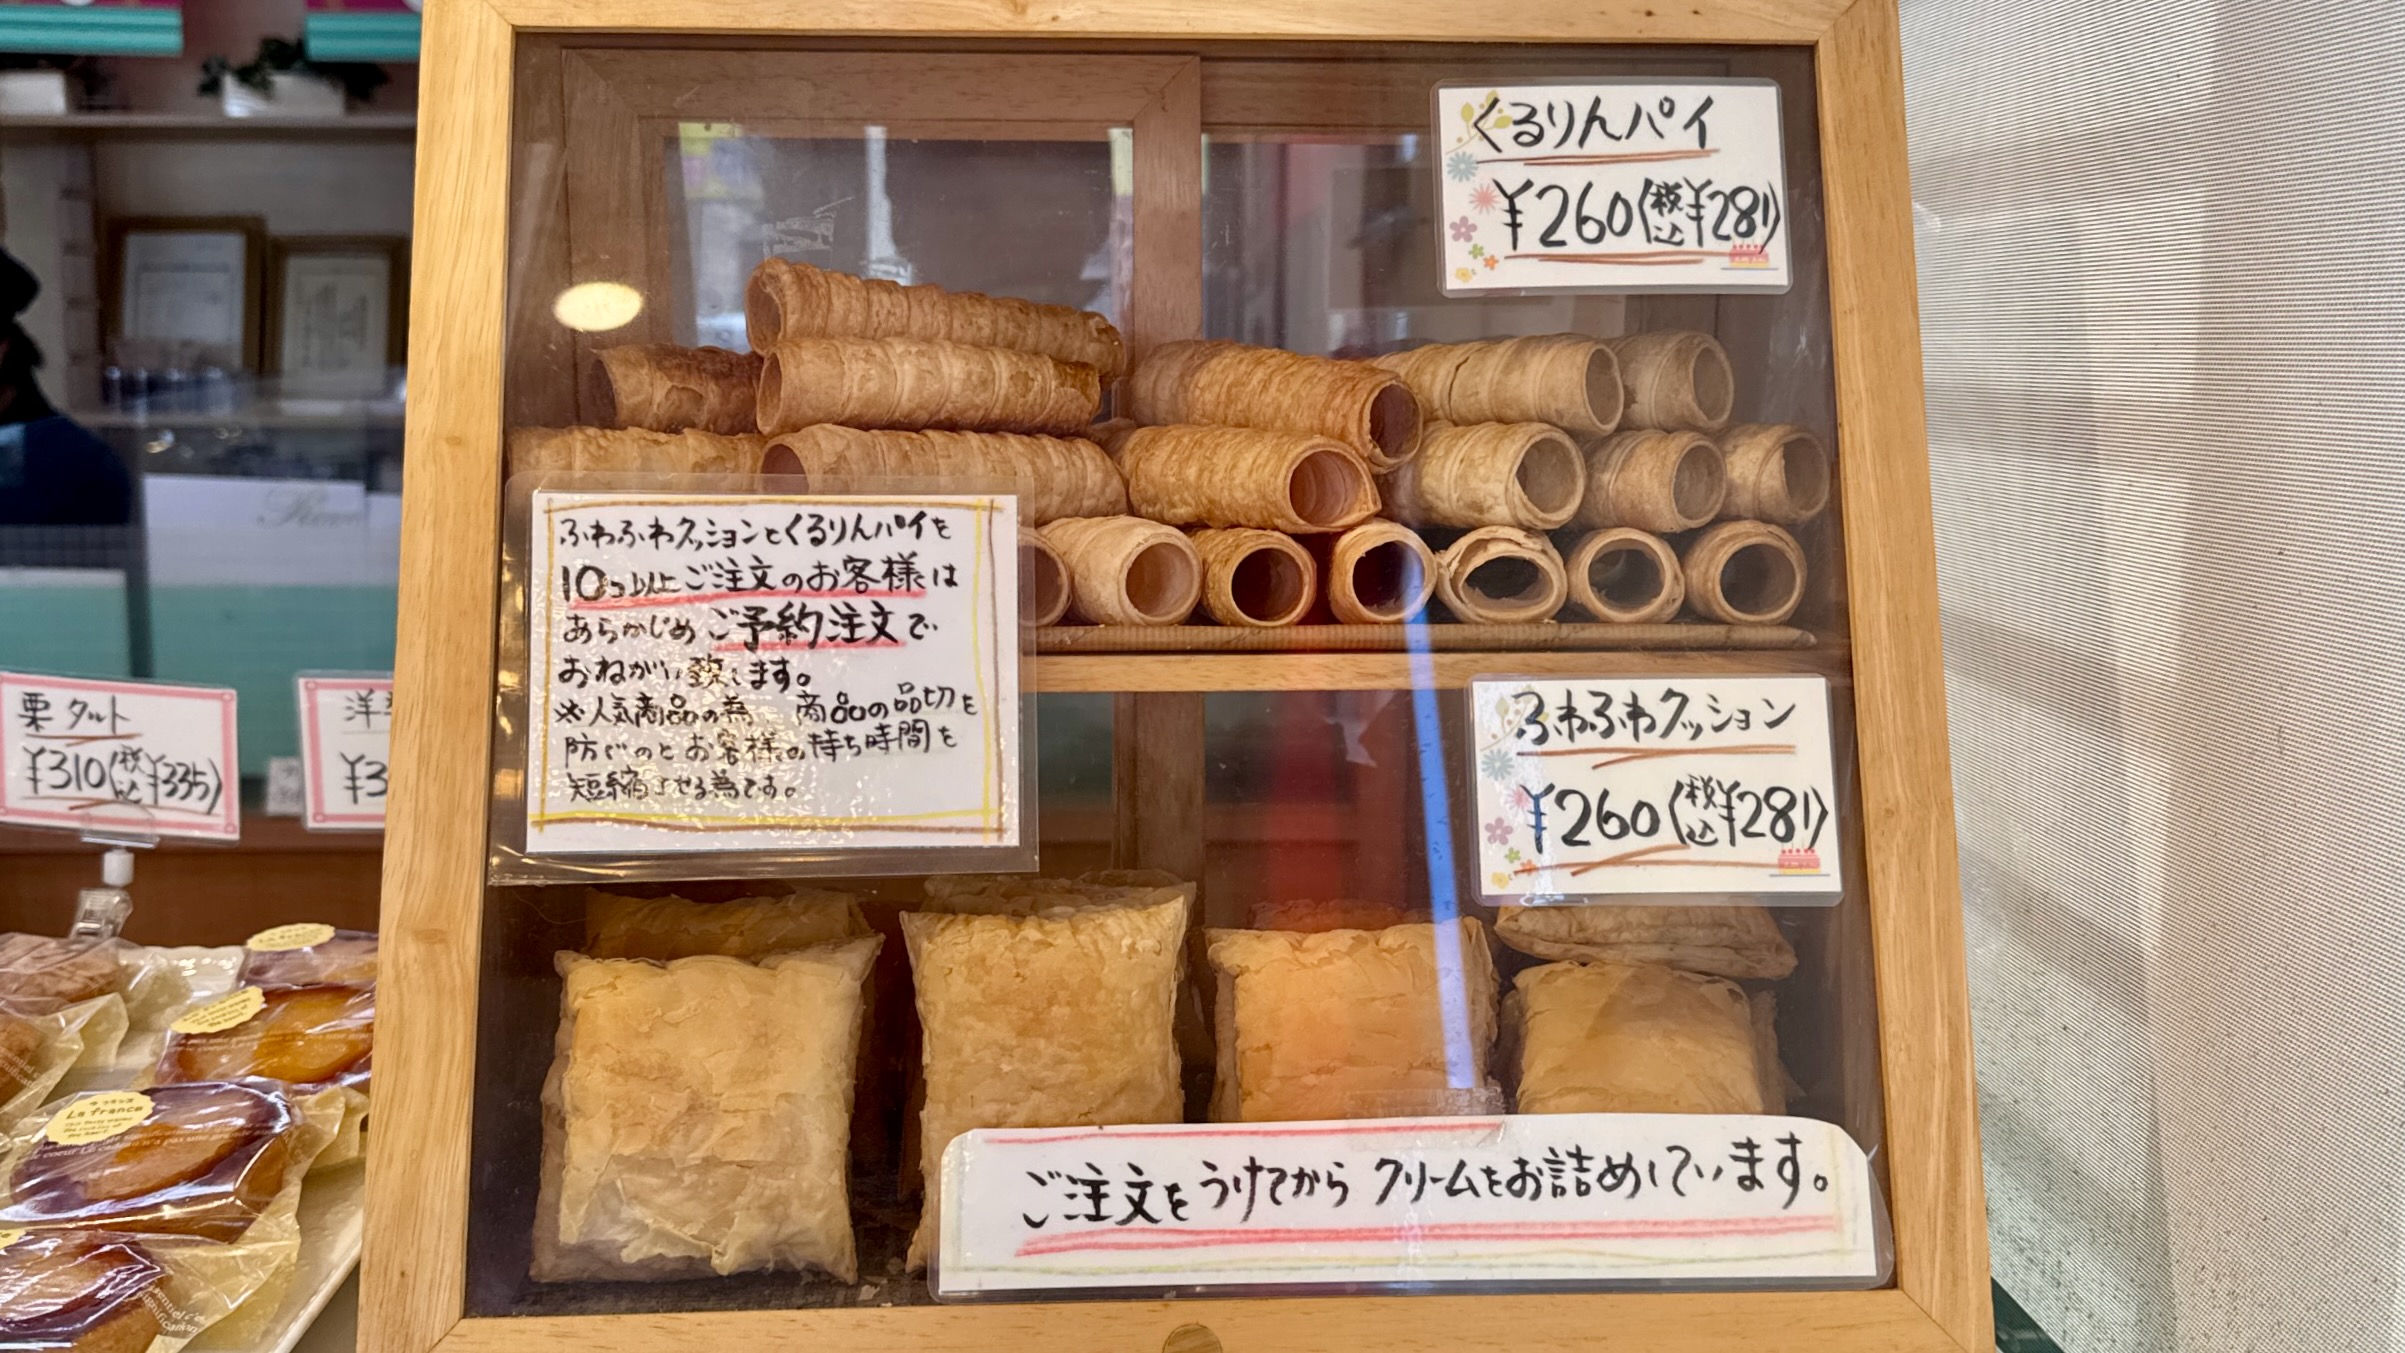 くるりんパイ
¥260(税込¥281)
ふわふわクッションとくるりんパイを
10コ以上ご注文のお客様は
あらかじめご予約注文で
おねがい致します。
※人気商品の為 商品の品切を
防ぐのとお客様の待ち時間を
短縮させる為です。
ふわふわクッション
¥260(税込¥281)
ご注文をうけてから クリームをお詰めしています。
栗タルト
¥310(税込¥335)
洋
¥3
La france